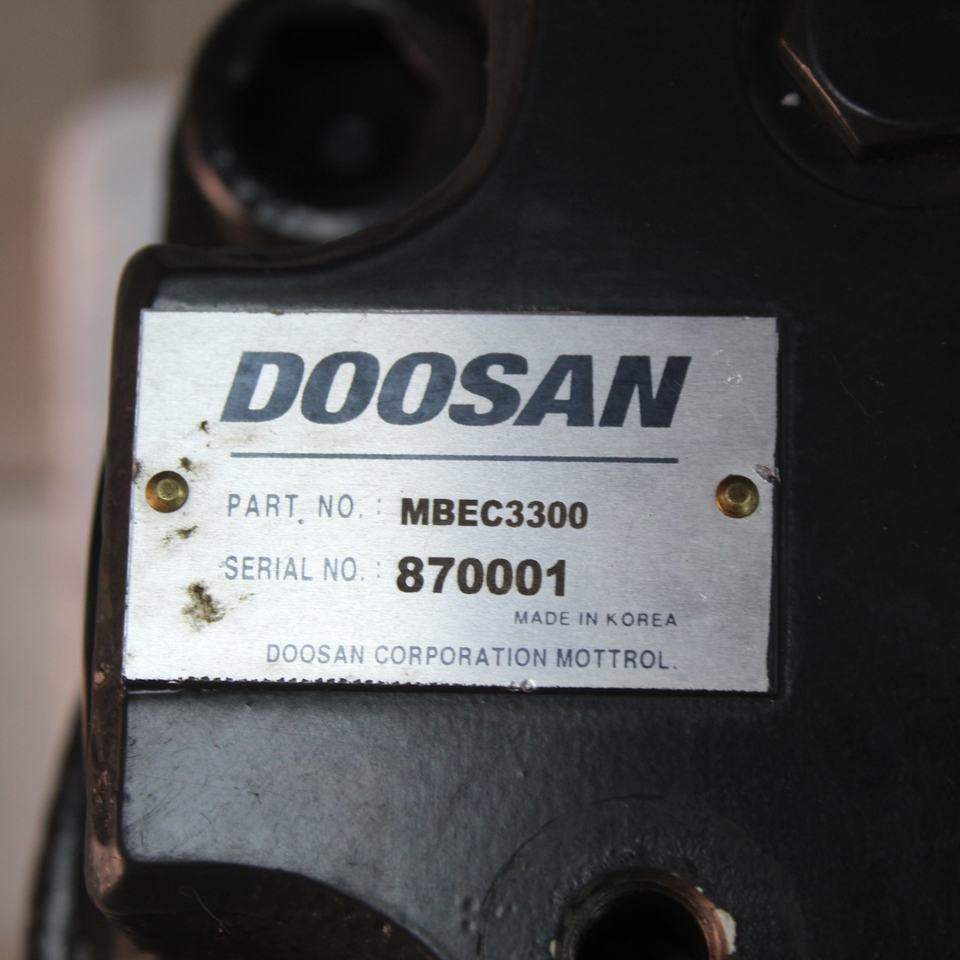 DOOSAN
PART. NO. : MBEC3300
SERIAL NO. : 870001
MADE IN KOREA
DOOSAN CORPORATION MOTTROL.